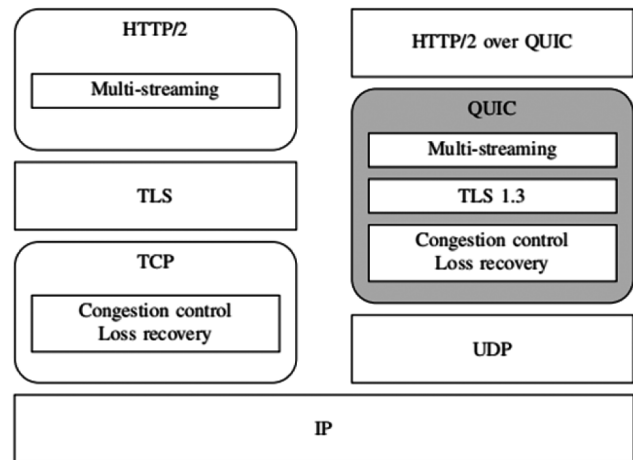 HTTP/2
Multi-streaming
TLS
TCP
Congestion control
Loss recovery
HTTP/2 over QUIC
QUIC
Multi-streaming
TLS 1.3
Congestion control
Loss recovery
UDP
IP